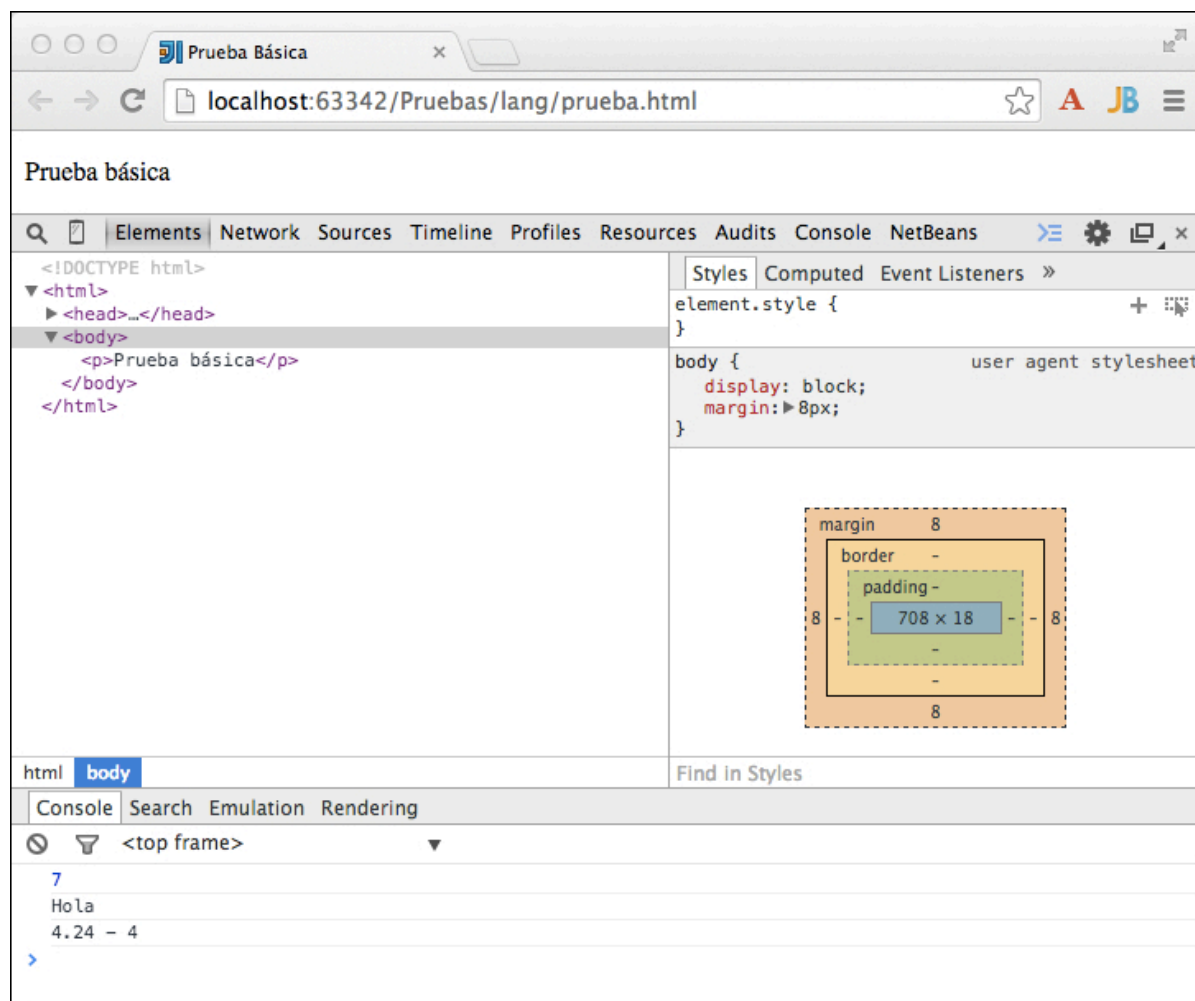 Prueba Básica
localhost:63342/Pruebas/lang/prueba.html
A JB
Prueba básica
Elements Network Sources Timeline Profiles Resources Audits Console NetBeans
<!DOCTYPE html>
<html>
<head>…</head>
<body>
<p>Prueba básica</p>
</body>
</html>
Styles Computed Event Listeners »
element.style {
}
body { user agent stylesheet
display: block;
margin: 8px;
}
margin 8
border -
padding -
8 - - 708 × 18 - - 8
-
-
8
html body
Find in Styles
Console Search Emulation Rendering
<top frame>
7
Hola
4.24 - 4
>